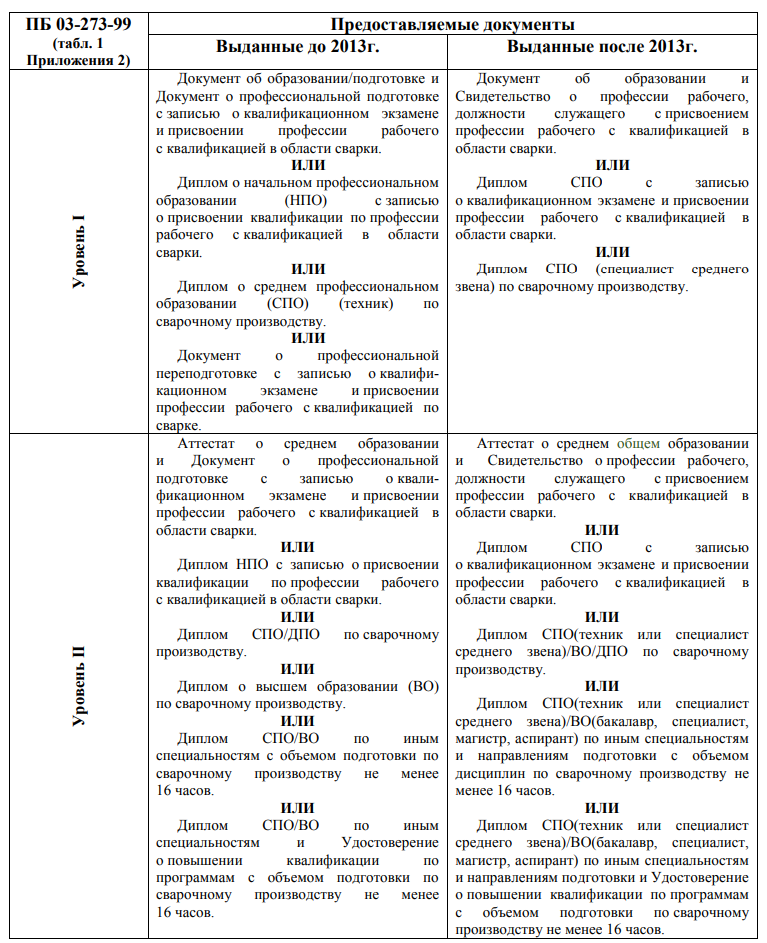 ПБ 03-273-99
(табл. 1
Приложения 2)
Предоставляемые документы
Выданные до 2013г.
Выданные после 2013г.
Уровень I
Документ об образовании/подготовке и
Документ о профессиональной подготовке
с записью о квалификационном экзамене
и присвоении профессии рабочего
с квалификацией в области сварки.
ИЛИ
Диплом о начальном профессиональном
образовании (НПО) с записью
о присвоении квалификации по профессии
рабочего с квалификацией в области
сварки.
ИЛИ
Диплом о среднем профессиональном
образовании (СПО) (техник) по
сварочному производству.
ИЛИ
Документ о профессиональной
переподготовке с записью о квалифи-
кационном экзамене и присвоении
профессии рабочего с квалификацией по
сварке.
Документ об образовании и
Свидетельство о профессии рабочего,
должности служащего с присвоением
профессии рабочего с квалификацией в
области сварки.
ИЛИ
Диплом СПО с записью
о квалификационном экзамене и присвоении
профессии рабочего с квалификацией в
области сварки.
ИЛИ
Диплом СПО (специалист среднего
звена) по сварочному производству.
Уровень II
Аттестат о среднем образовании
и Документ о профессиональной
подготовке с записью о квали-
фикационном экзамене и присвоении
профессии рабочего с квалификацией в
области сварки.
ИЛИ
Диплом НПО с записью о присвоении
квалификации по профессии рабочего
с квалификацией в области сварки.
ИЛИ
Диплом СПО/ДПО по сварочному
производству.
ИЛИ
Диплом о высшем образовании (ВО)
по сварочному производству.
ИЛИ
Диплом СПО/ВО по иным
специальностям с объемом подготовки по
сварочному производству не менее
16 часов.
ИЛИ
Диплом СПО/ВО по иным
специальностям и Удостоверение
о повышении квалификации по
программам с объемом подготовки по
сварочному производству не менее
16 часов.
Аттестат о среднем общем образовании
и Свидетельство о профессии рабочего,
должности служащего с присвоением
профессии рабочего с квалификацией в
области сварки.
ИЛИ
Диплом СПО с записью
о квалификационном экзамене и присвоении
профессии рабочего с квалификацией в
области сварки.
ИЛИ
Диплом СПО(техник или специалист
среднего звена)/ВО/ДПО по сварочному
производству.
ИЛИ
Диплом СПО(техник или специалист
среднего звена)/ВО(бакалавр, специалист,
магистр, аспирант) по иным специальностям
и направлениям подготовки с объемом
дисциплин по сварочному производству не
менее 16 часов.
ИЛИ
Диплом СПО(техник или специалист
среднего звена)/ВО(бакалавр, специалист,
магистр, аспирант) по иным специальностям
и направлениям подготовки и Удостоверение
о повышении квалификации по программам
с объемом подготовки по сварочному
производству не менее 16 часов.